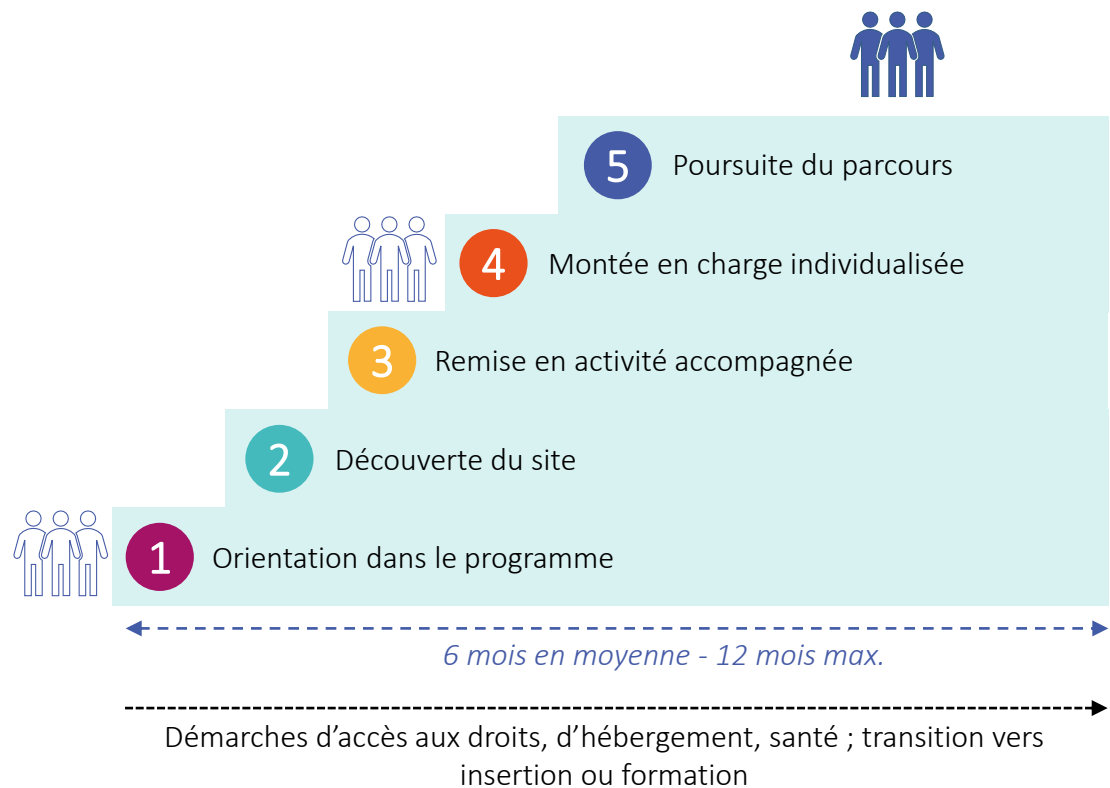 5 Poursuite du parcours
4 Montée en charge individualisée
3 Remise en activité accompagnée
2 Découverte du site
1 Orientation dans le programme
6 mois en moyenne - 12 mois max.
Démarches d’accès aux droits, d’hébergement, santé ; transition vers
insertion ou formation